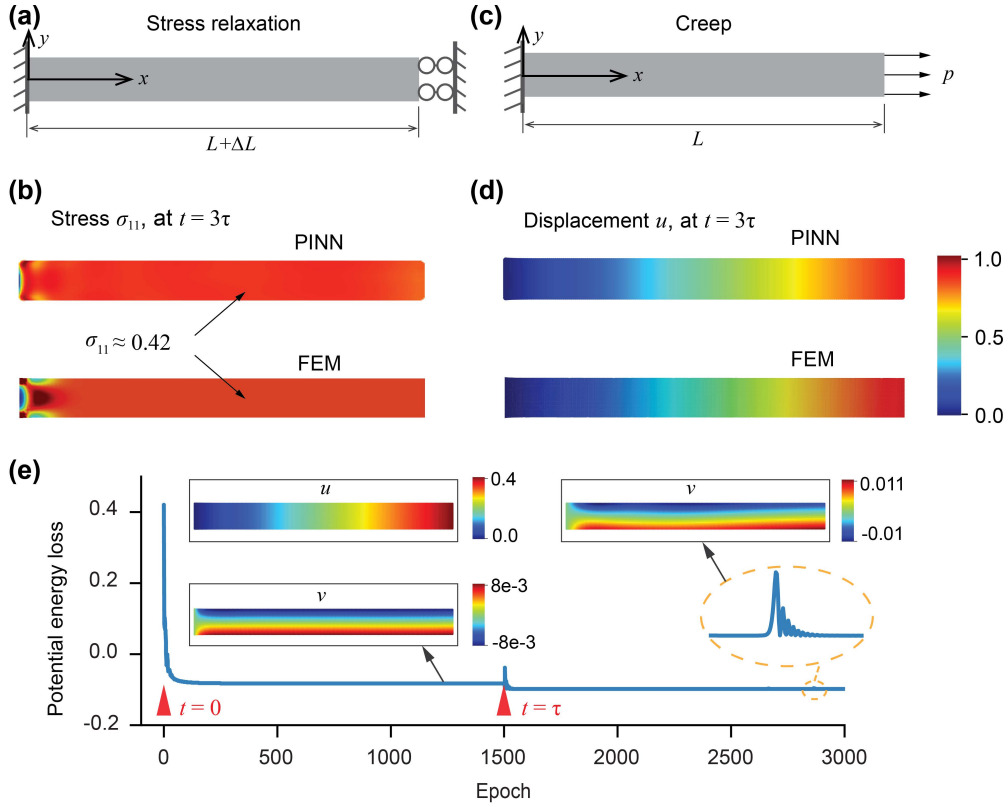 (a)
Stress relaxation
y
x
L+ΔL
(c)
Creep
y
x
p
L
(b)
Stress σ₁₁, at t = 3τ
PINN
σ₁₁ ≈ 0.42
FEM
(d)
Displacement u, at t = 3τ
PINN
FEM
1.0
0.5
0.0
(e)
Potential energy loss
0.4
0.2
0.0
-0.2
u
0.4
0.0
v
8e-3
-8e-3
v
0.011
-0.01
t = 0
t = τ
0
500
1000
1500
2000
2500
3000
Epoch